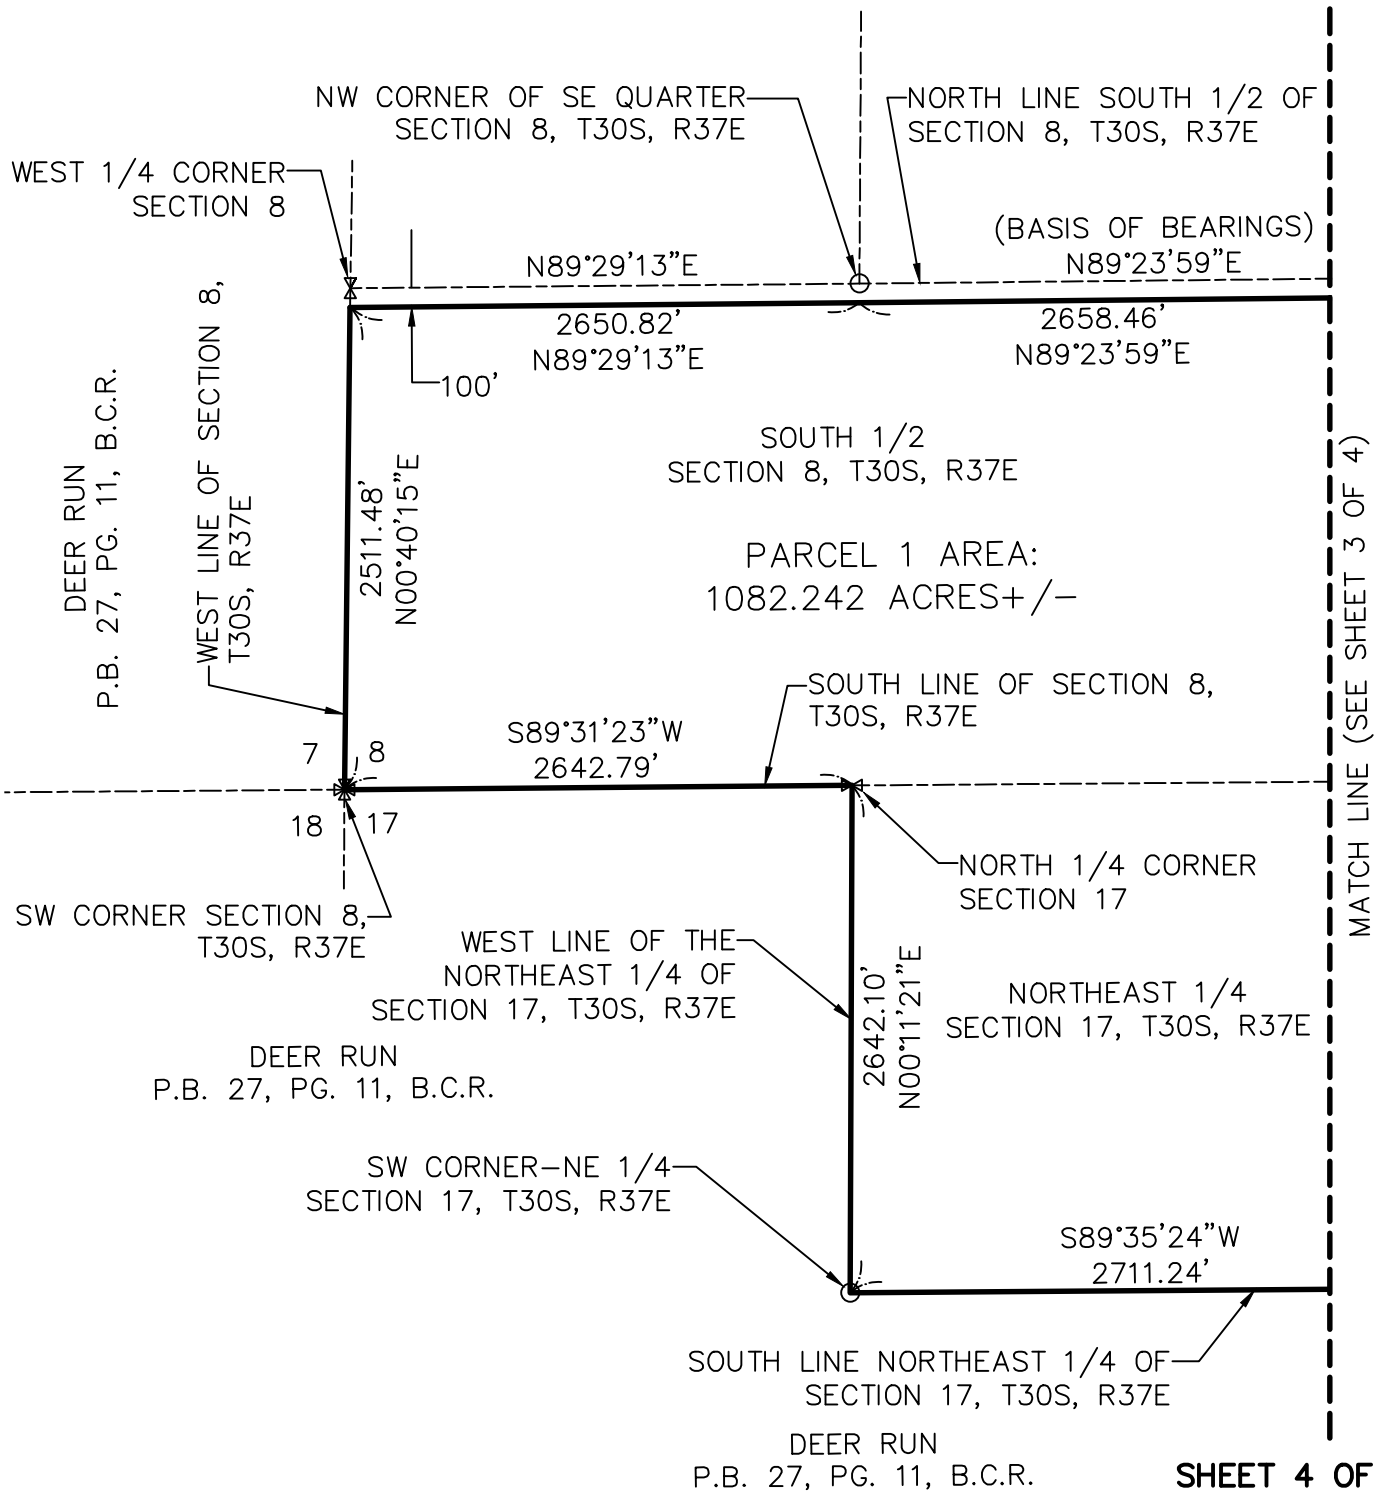 NW CORNER OF SE QUARTER
SECTION 8, T30S, R37E
NORTH LINE SOUTH 1/2 OF
SECTION 8, T30S, R37E
WEST 1/4 CORNER
SECTION 8
(BASIS OF BEARINGS)
N89°29'13"E
N89°23'59"E
2650.82'
N89°29'13"E
2658.46'
N89°23'59"E
100'
WEST LINE OF SECTION 8,
T30S, R37E
DEER RUN
P.B. 27, PG. 11, B.C.R.
2511.48'
N00°40'15"E
SOUTH 1/2
SECTION 8, T30S, R37E
PARCEL 1 AREA:
1082.242 ACRES+/-
MATCH LINE (SEE SHEET 3 OF 4)
SOUTH LINE OF SECTION 8,
T30S, R37E
S89°31'23"W
2642.79'
7
8
18
17
NORTH 1/4 CORNER
SECTION 17
SW CORNER SECTION 8,
T30S, R37E
WEST LINE OF THE
NORTHEAST 1/4 OF
SECTION 17, T30S, R37E
2642.10'
N00°11'21"E
NORTHEAST 1/4
SECTION 17, T30S, R37E
DEER RUN
P.B. 27, PG. 11, B.C.R.
SW CORNER-NE 1/4
SECTION 17, T30S, R37E
S89°35'24"W
2711.24'
SOUTH LINE NORTHEAST 1/4 OF
SECTION 17, T30S, R37E
DEER RUN
P.B. 27, PG. 11, B.C.R.
SHEET 4 OF